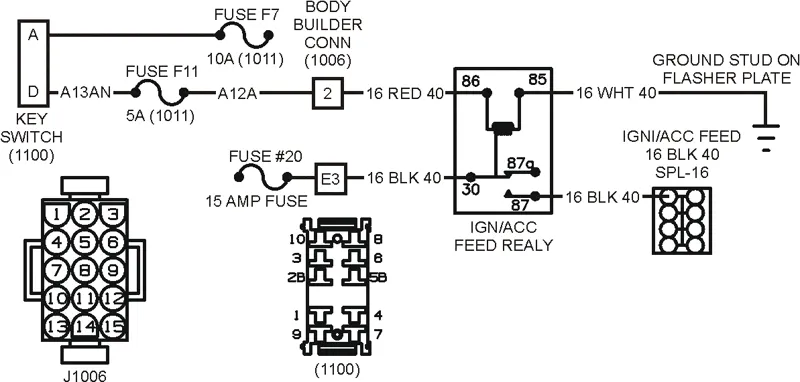 A
FUSE F7
10A (1011)
BODY
BUILDER
CONN
(1006)
D
A13AN
FUSE F11
5A (1011)
A12A
2
16 RED 40
86
85
16 WHT 40
GROUND STUD ON
FLASHER PLATE
KEY
SWITCH
(1100)
FUSE #20
15 AMP FUSE
E3
16 BLK 40
30
87a
87
16 BLK 40
IGNI/ACC FEED
16 BLK 40
SPL-16
IGN/ACC
FEED REALY
1 2 3
4 5 6
7 8 9
10 11 12
13 14 15
J1006
10 8
3 6
2B 5B
1 4
9 7
(1100)